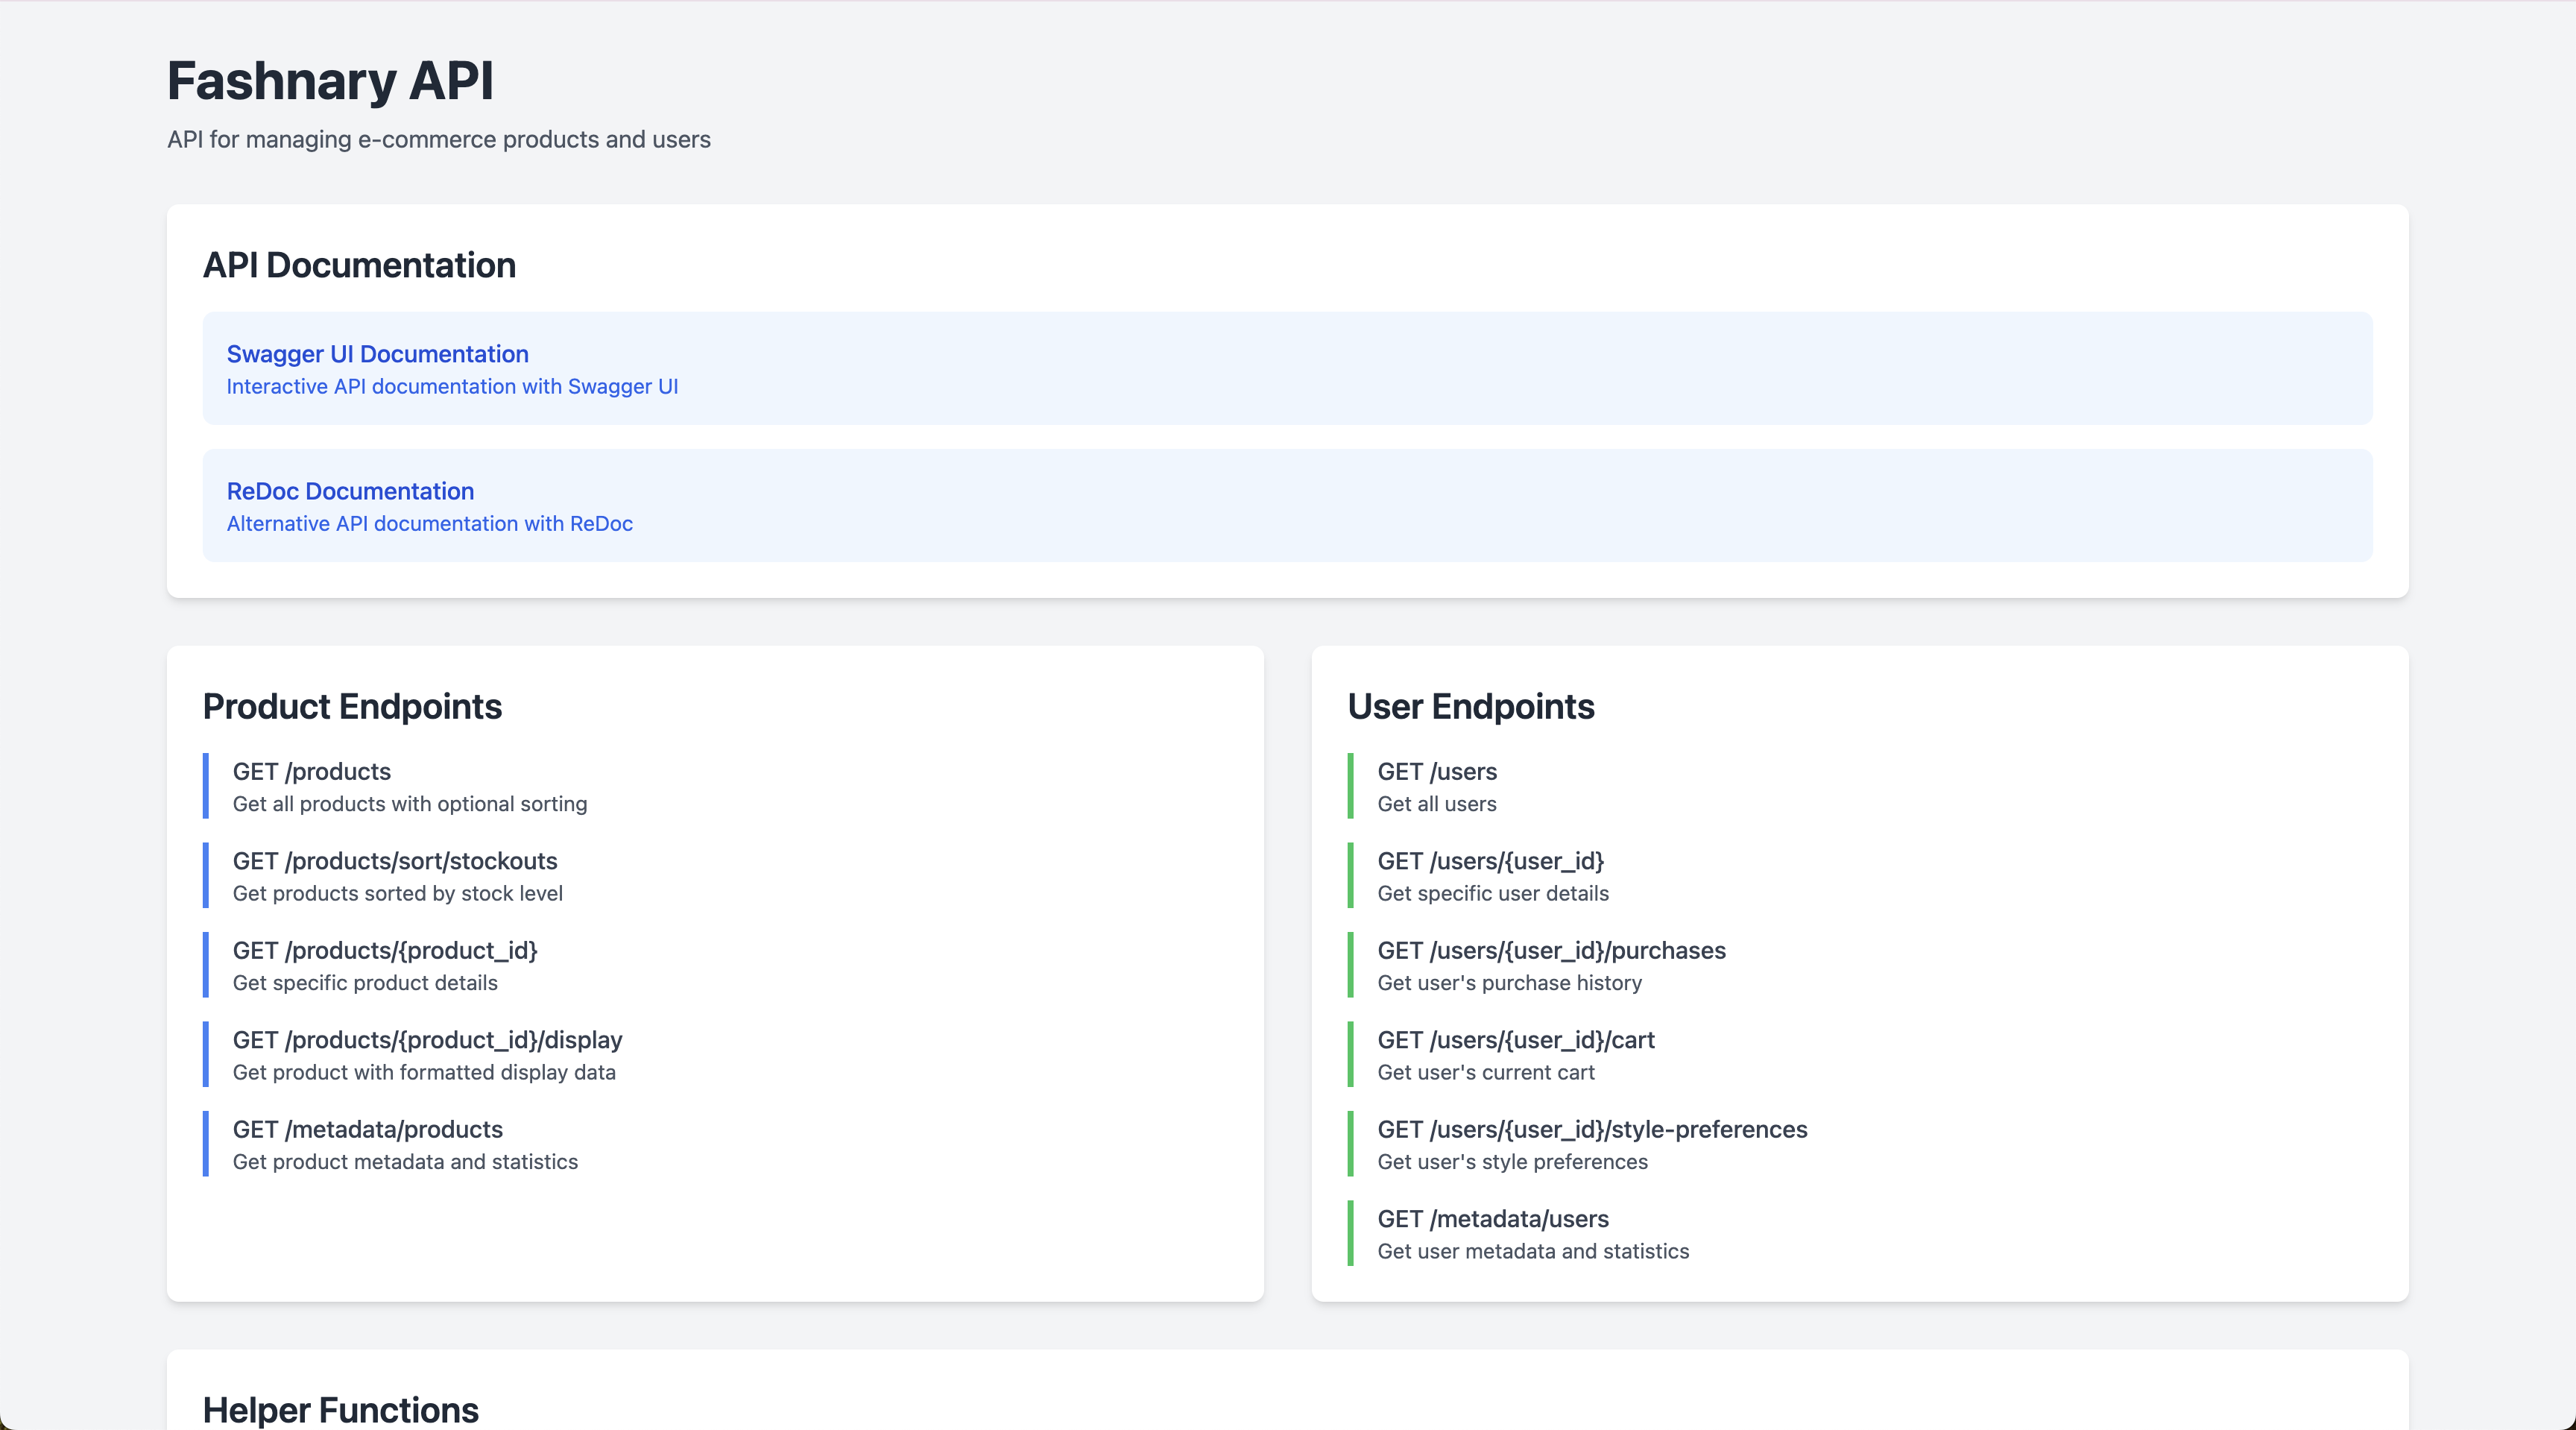 Fashnary API
API for managing e-commerce products and users
API Documentation
Swagger UI Documentation
Interactive API documentation with Swagger UI
ReDoc Documentation
Alternative API documentation with ReDoc
Product Endpoints
GET /products
Get all products with optional sorting
GET /products/sort/stockouts
Get products sorted by stock level
GET /products/{product_id}
Get specific product details
GET /products/{product_id}/display
Get product with formatted display data
GET /metadata/products
Get product metadata and statistics
User Endpoints
GET /users
Get all users
GET /users/{user_id}
Get specific user details
GET /users/{user_id}/purchases
Get user's purchase history
GET /users/{user_id}/cart
Get user's current cart
GET /users/{user_id}/style-preferences
Get user's style preferences
GET /metadata/users
Get user metadata and statistics
Helper Functions